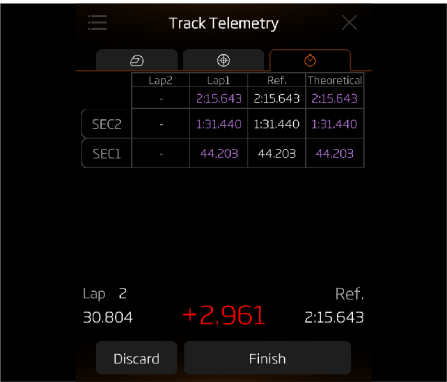 Track Telemetry
Lap2 Lap1 Ref. Theoretical
- 2:15.643 2:15.643 2:15.643
SEC2 - 1:31.440 1:31.440 1:31.440
SEC1 - 44.203 44.203 44.203
Lap 2 Ref.
30.804 +2.961 2:15.643
Discard Finish